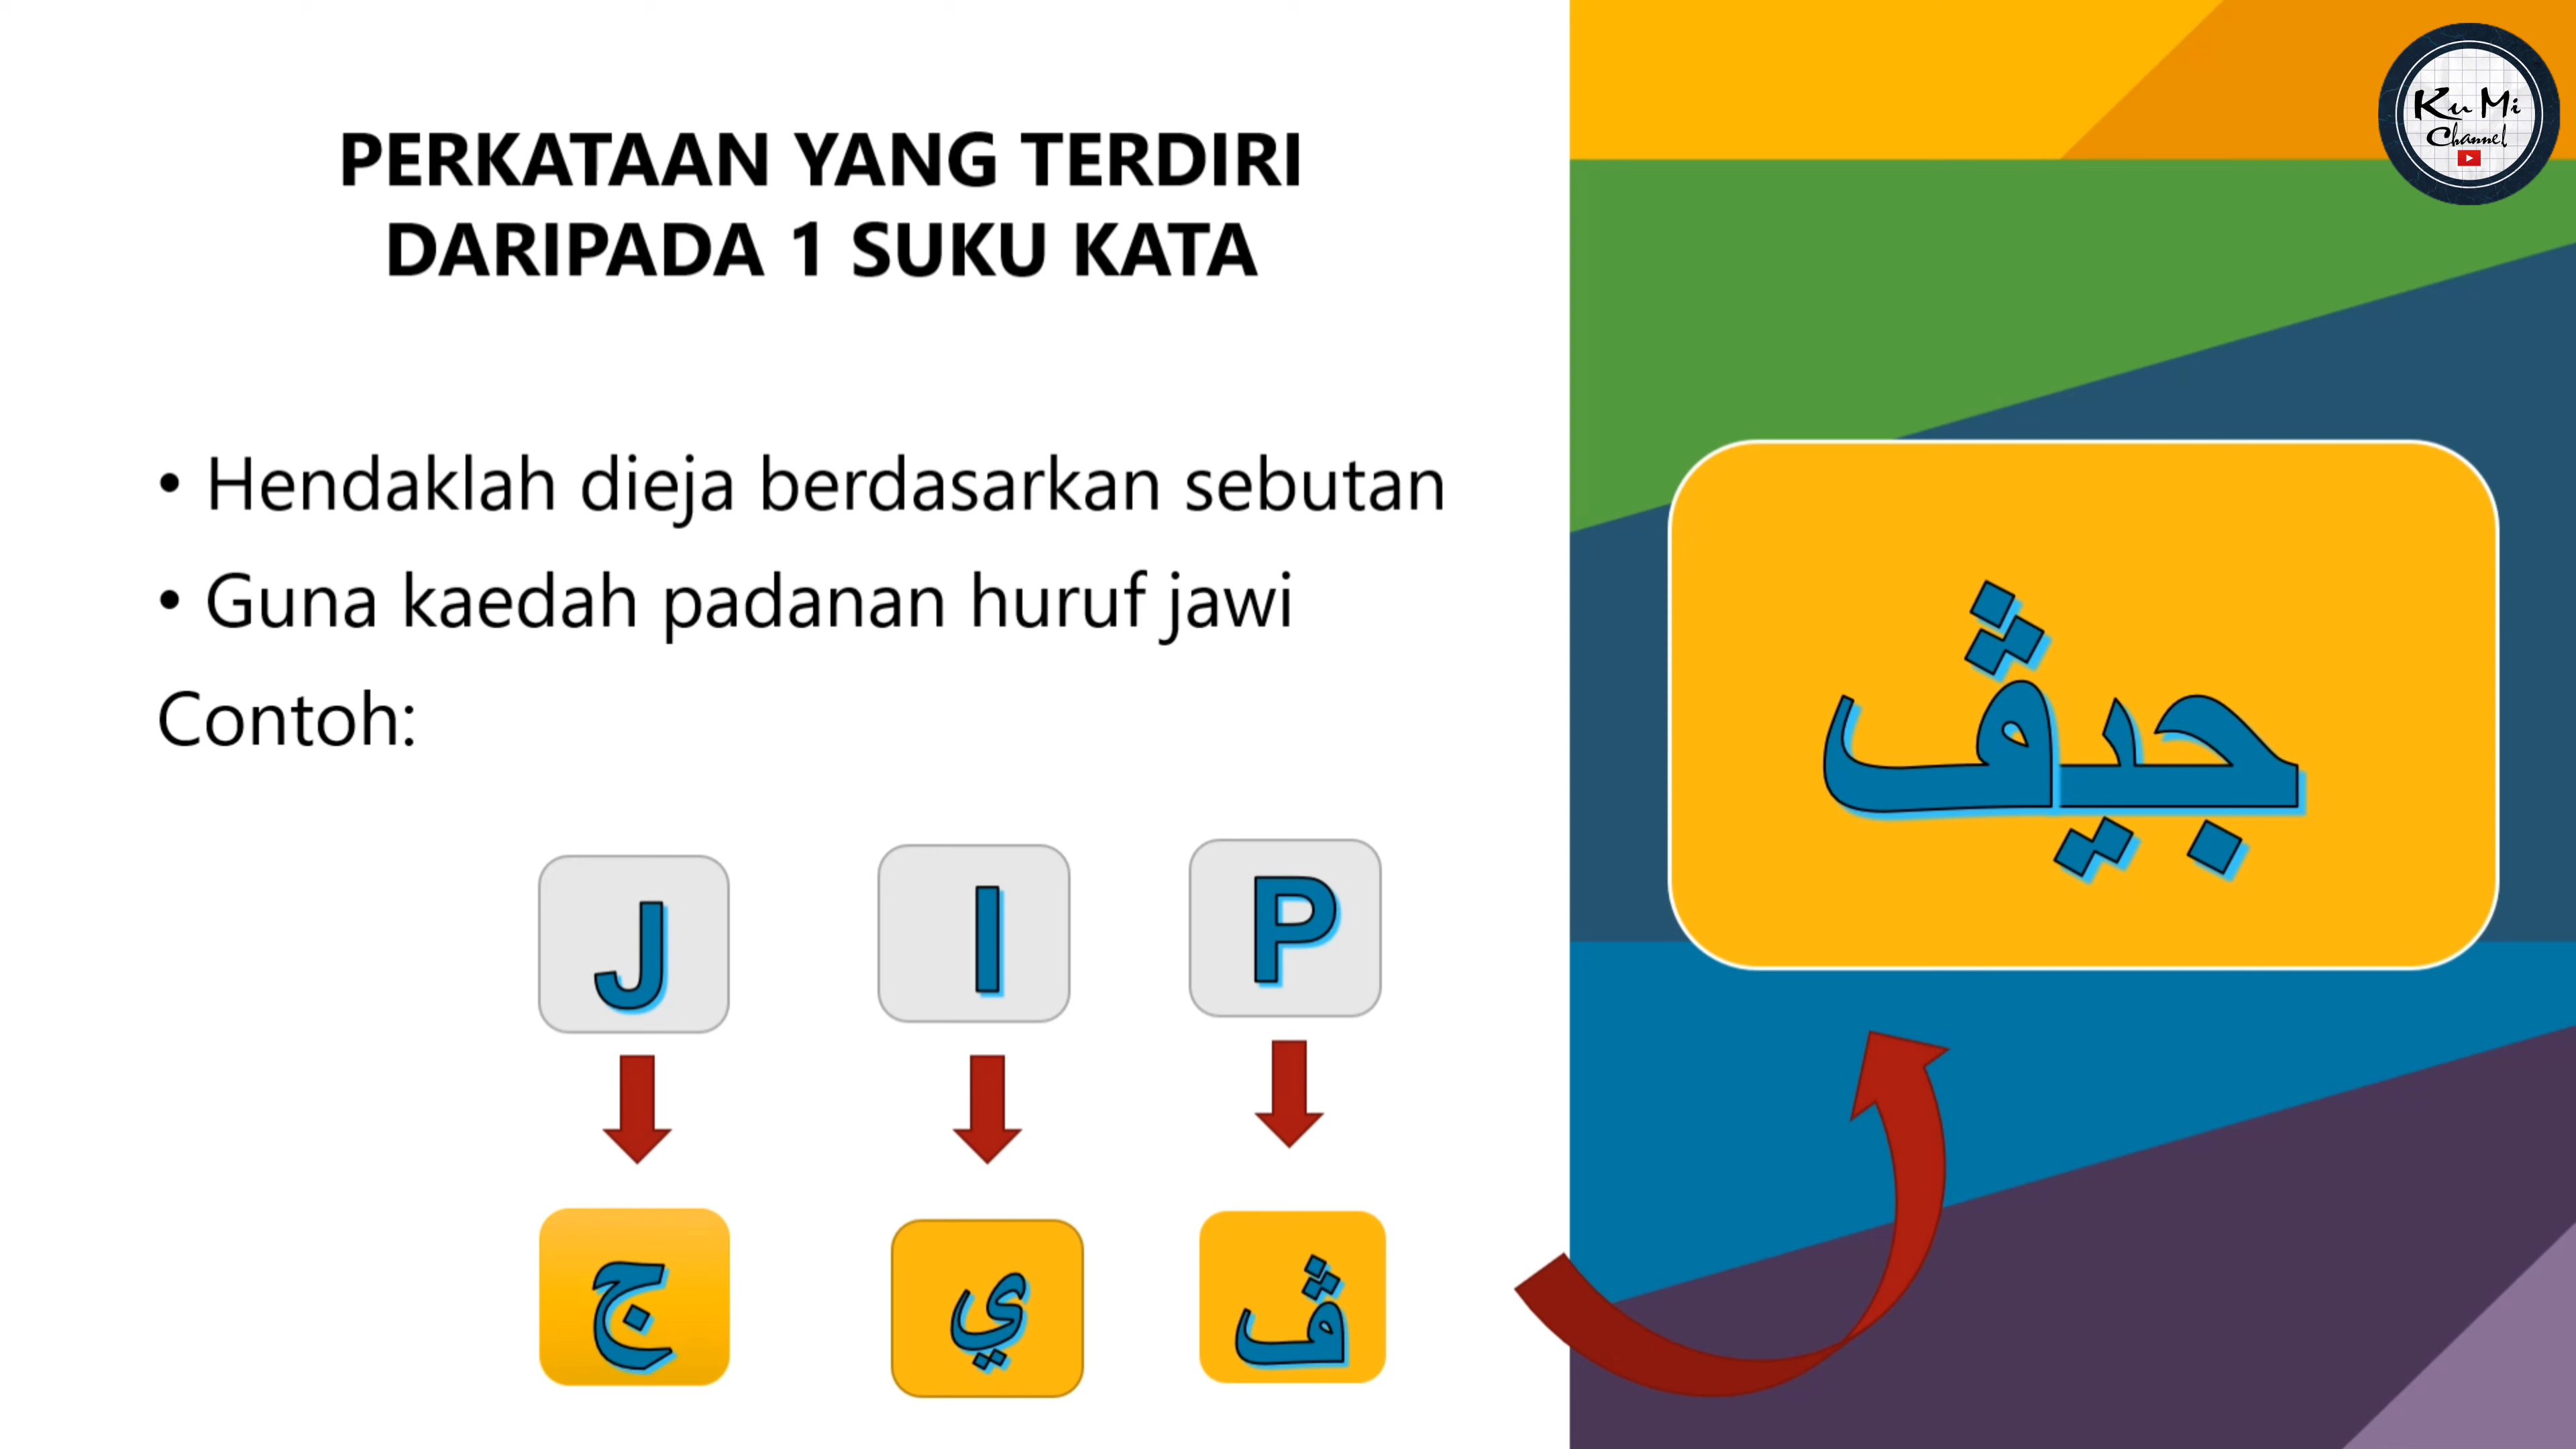 PERKATAAN YANG TERDIRI
DARIPADA 1 SUKU KATA
• Hendaklah dieja berdasarkan sebutan
• Guna kaedah padanan huruf jawi
Contoh:
J I P
ج ي ڤ
جيڤ
Ku Mi
Channel